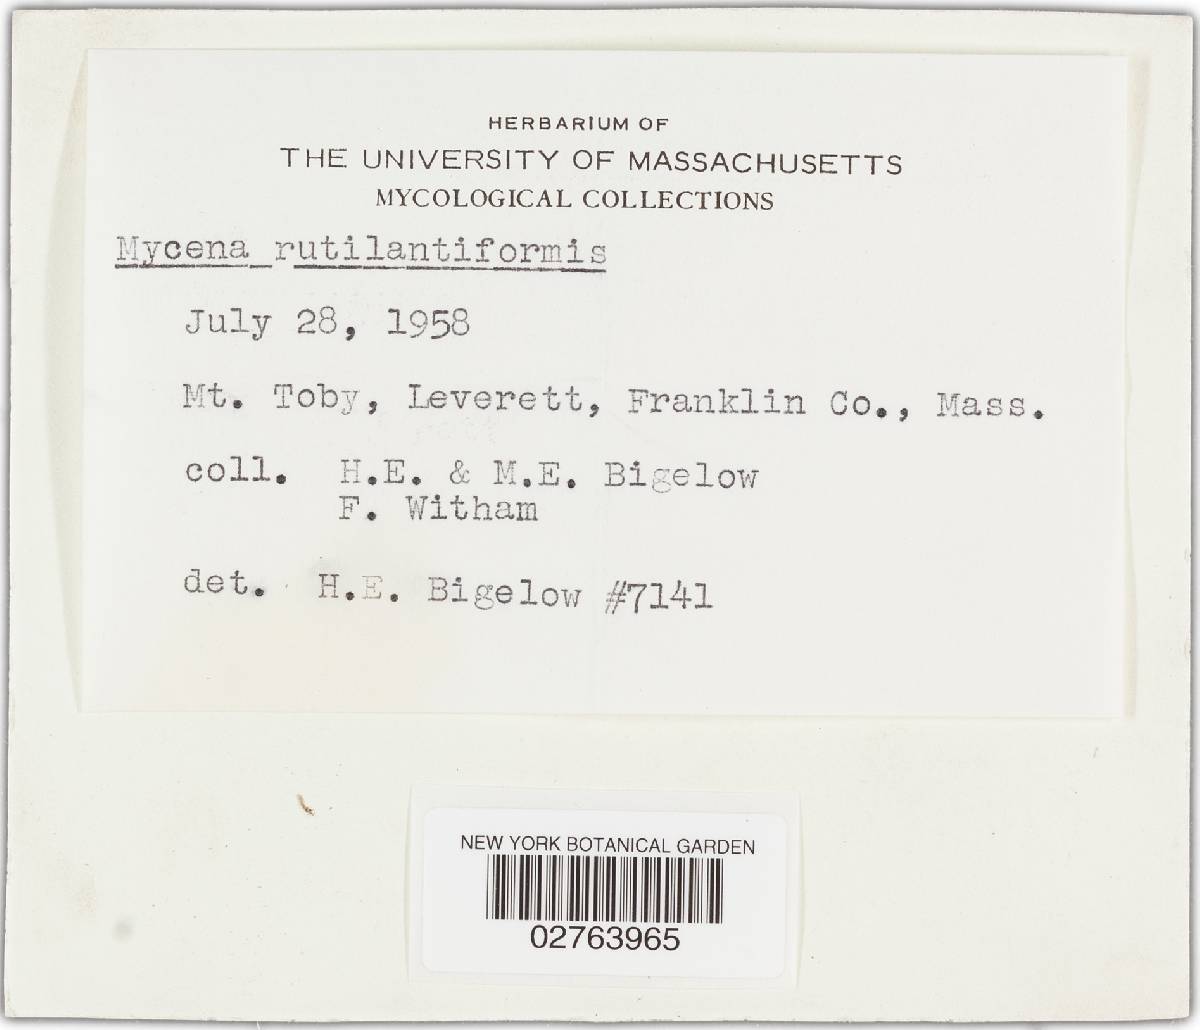 HERBARIUM OF
THE UNIVERSITY OF MASSACHUSETTS
MYCOLOGICAL COLLECTIONS
Mycena rutilantiformis
July 28, 1958
Mt. Toby, Leverett, Franklin Co., Mass.
coll. H.E. & M.E. Bigelow
F. Witham
det. H.E. Bigelow #7141
NEW YORK BOTANICAL GARDEN
02763965